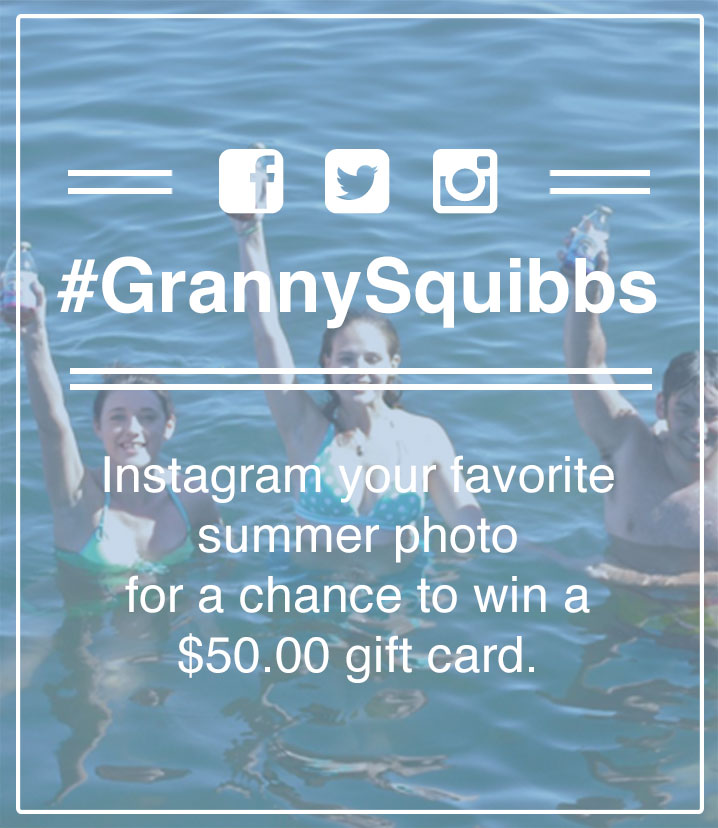 #GrannySquibbs
Instagram your favorite
summer photo
for a chance to win a
$50.00 gift card.